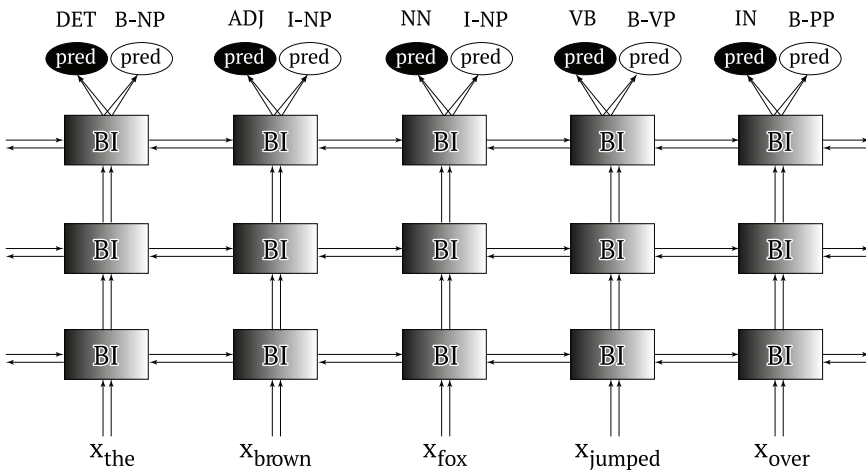 DET B-NP ADJ I-NP NN I-NP VB B-VP IN B-PP
pred pred pred pred pred pred pred pred pred pred
BI BI BI BI BI
BI BI BI BI BI
BI BI BI BI BI
x_the x_brown x_fox x_jumped x_over